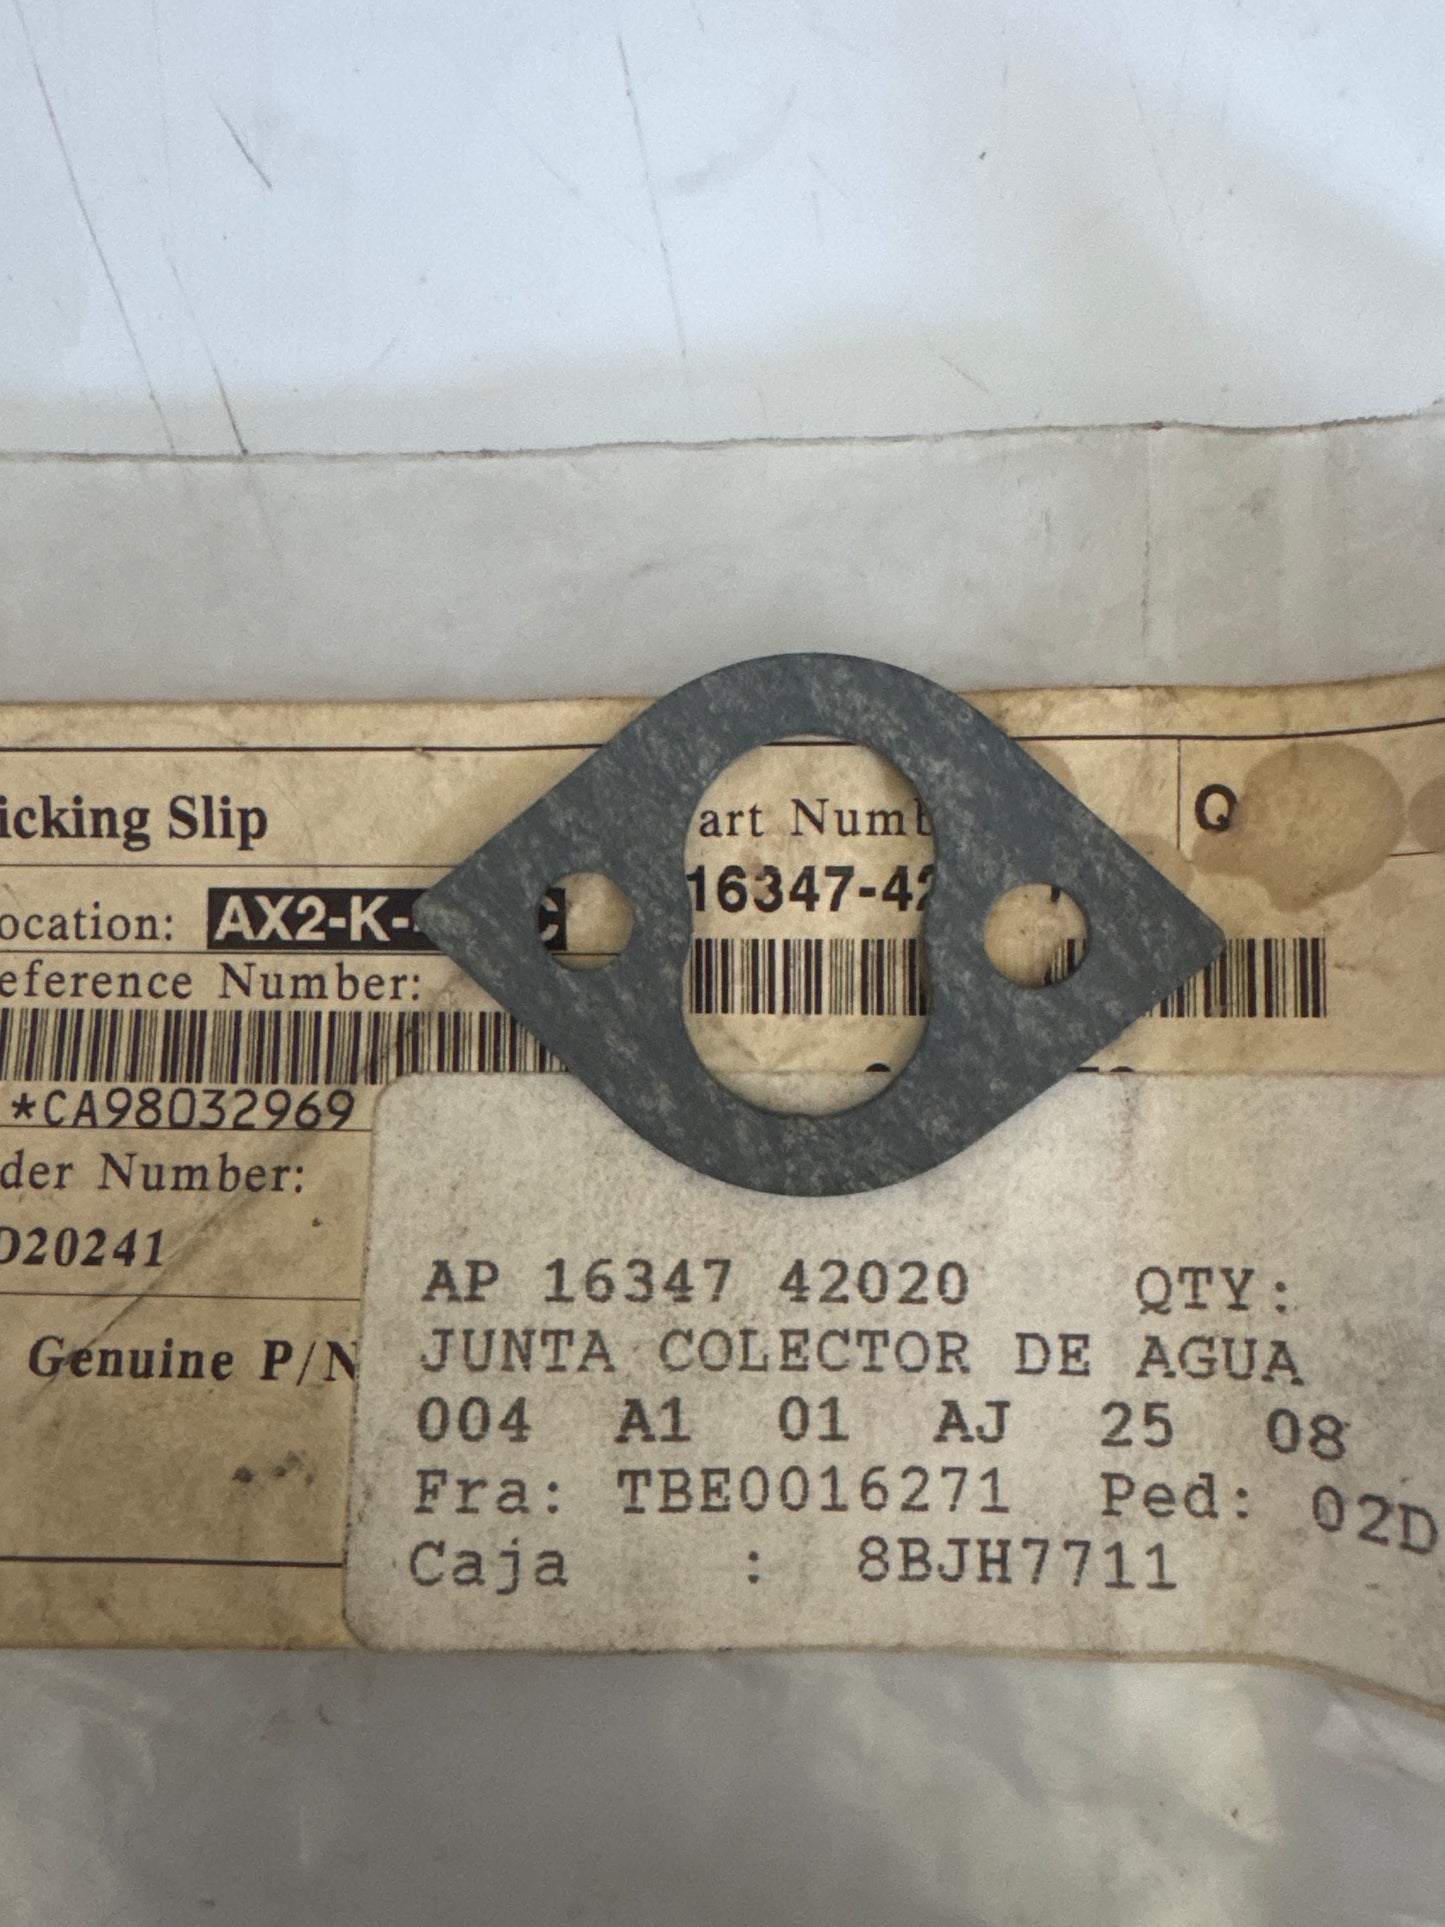 icking Slip
art Numb
Q
ocation: AX2-K-
16347-42
eference Number:
*CA98032969
der Number:
D20241
Genuine P/N
AP 16347 42020 QTY:
JUNTA COLECTOR DE AGUA
004 A1 01 AJ 25 08
Fra: TBE0016271 Ped: 02D
Caja : 8BJH7711